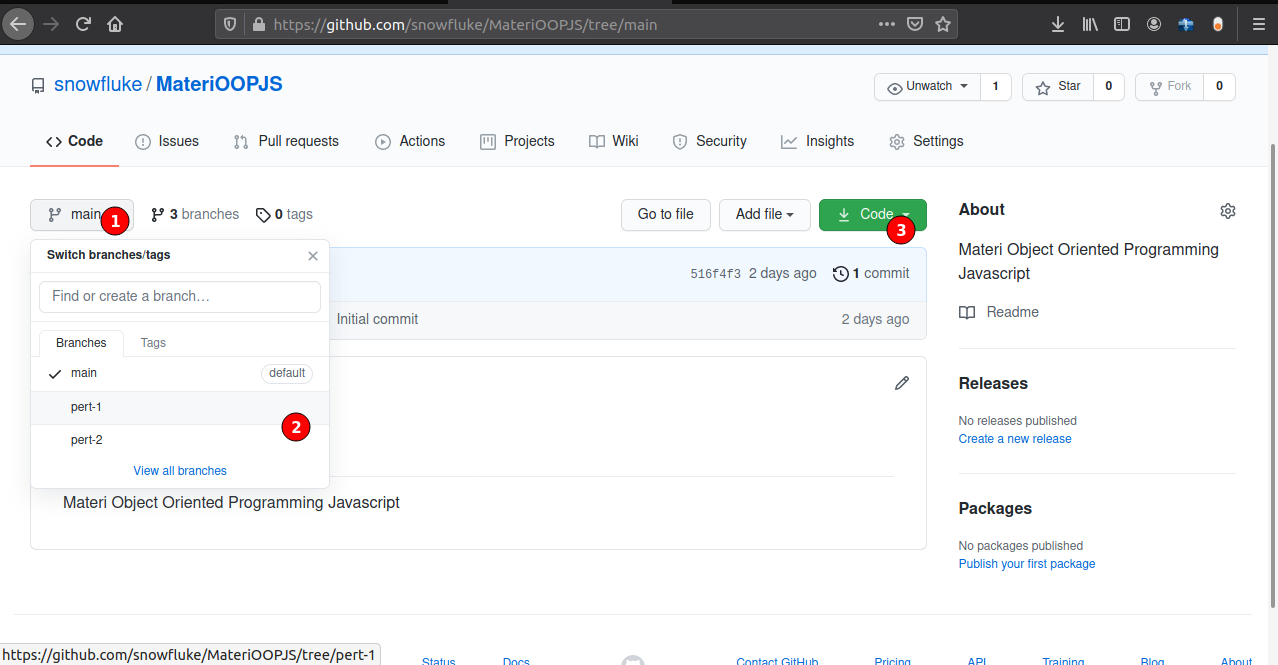 https://github.com/snowfluke/MateriOOPJS/tree/main
snowfluke / MateriOOPJS
Unwatch 1
Star 0
Fork 0
Code
Issues
Pull requests
Actions
Projects
Wiki
Security
Insights
Settings
main
1
3 branches
0 tags
Go to file
Add file
Code
3
Switch branches/tags
Find or create a branch…
Branches
Tags
main
default
pert-1
2
pert-2
View all branches
516f4f3 2 days ago
1 commit
Initial commit
2 days ago
Materi Object Oriented Programming Javascript
About
Materi Object Oriented Programming
Javascript
Readme
Releases
No releases published
Create a new release
Packages
No packages published
Publish your first package
https://github.com/snowfluke/MateriOOPJS/tree/pert-1
Status
Docs
Contact GitHub
Pricing
API
Training
Blog
About